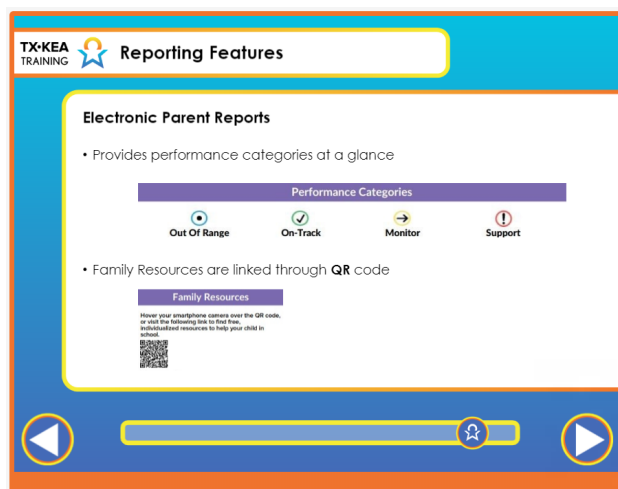 TX•KEA
TRAINING
Reporting Features
Electronic Parent Reports
• Provides performance categories at a glance
Performance Categories
Out Of Range On-Track Monitor Support
• Family Resources are linked through QR code
Family Resources
Hover your smartphone camera over the QR code,
or visit the following link to find free,
individualized resources to help your child in
school.